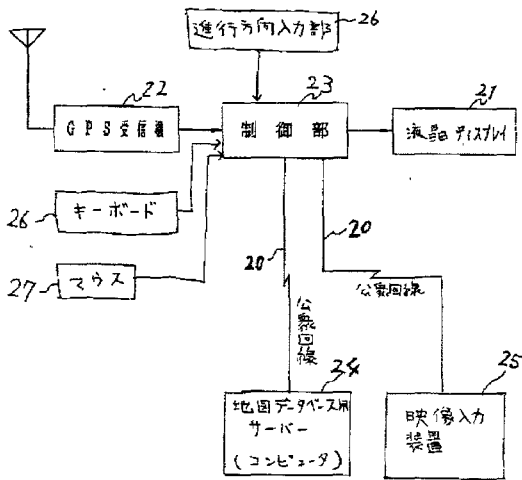 進行方向入力部
26
22
GPS受信機
23
制御部
21
液晶ディスプレイ
26
キーボード
27
マウス
20
20
公衆回線
公衆回線
24
地図データベース用
サーバー
(コンピュータ)
25
映像入力
装置